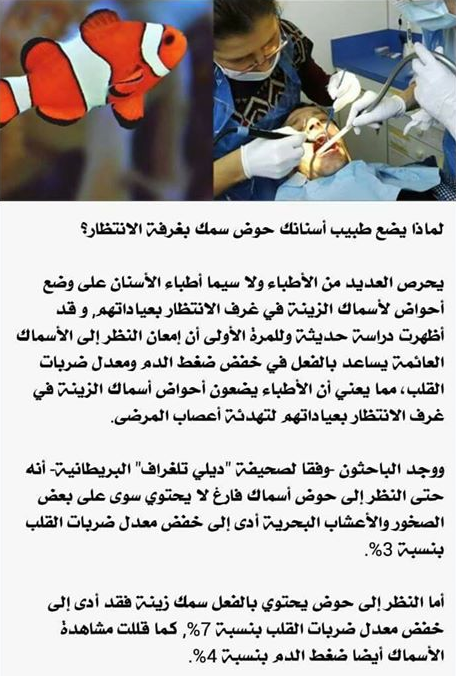 لماذا يضع طبيب أسنانك حوض سمك بغرفة الانتظار؟
يحرص العديد من الأطباء ولا سيما أطباء الأسنان على وضع
أحواض لأسماك الزينة في غرف الانتظار بعياداتهم, و قد
أظهرت دراسة حديثة وللمرة الأولى أن إمعان النظر إلى الأسماك
العائمة يساعد بالفعل في خفض ضغط الدم ومعدل ضربات
القلب، مما يعني أن الأطباء يضعون أحواض أسماك الزينة في
غرف الانتظار بعياداتهم لتهدئة أعصاب المرضى.
ووجد الباحثون -وفقا لصحيفة "ديلي تلغراف" البريطانية- أنه
حتى النظر إلى حوض أسماك فارغ لا يحتوي سوى على بعض
الصخور والأعشاب البحرية أدى إلى خفض معدل ضربات القلب
بنسبة 3%.
أما النظر إلى حوض يحتوي بالفعل سمك زينة فقد أدى إلى
خفض معدل ضربات القلب بنسبة 7%, كما قللت مشاهدة
الأسماك أيضا ضغط الدم بنسبة 4%.